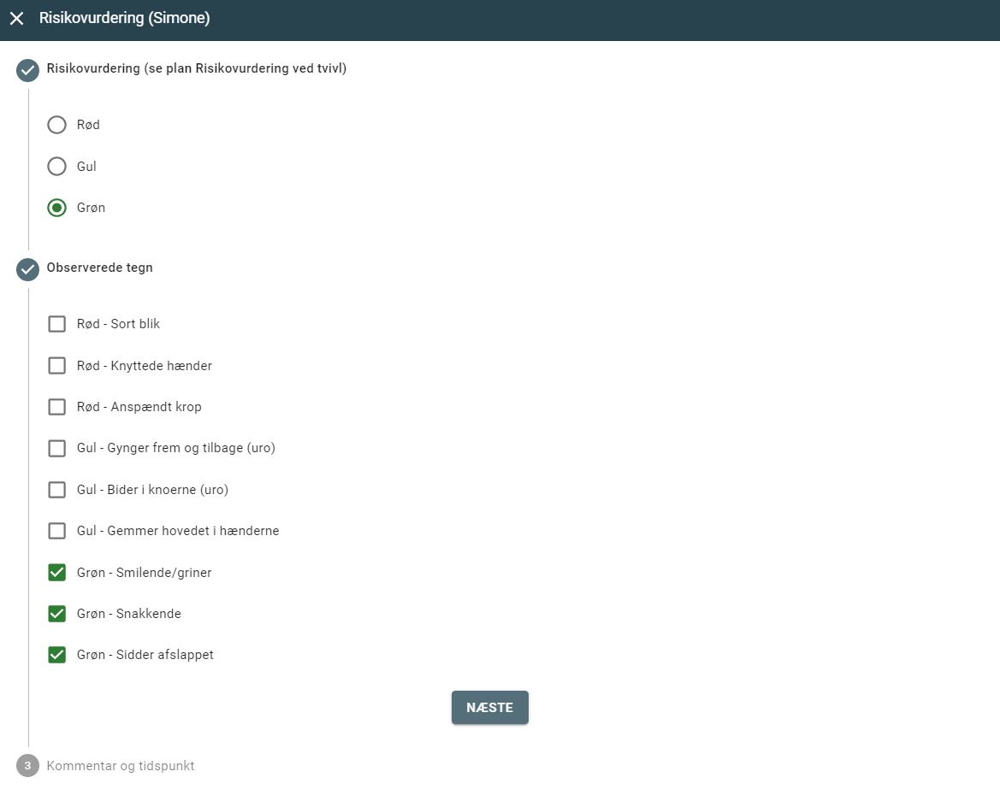 Risikovurdering (Simone)
Risikovurdering (se plan Risikovurdering ved tvivl)
Rød
Gul
Grøn
Observerede tegn
Rød - Sort blik
Rød - Knyttede hænder
Rød - Anspændt krop
Gul - Gynger frem og tilbage (uro)
Gul - Bider i knoerne (uro)
Gul - Gemmer hovedet i hænderne
Grøn - Smilende/griner
Grøn - Snakkende
Grøn - Sidder afslappet
NÆSTE
3 Kommentar og tidspunkt